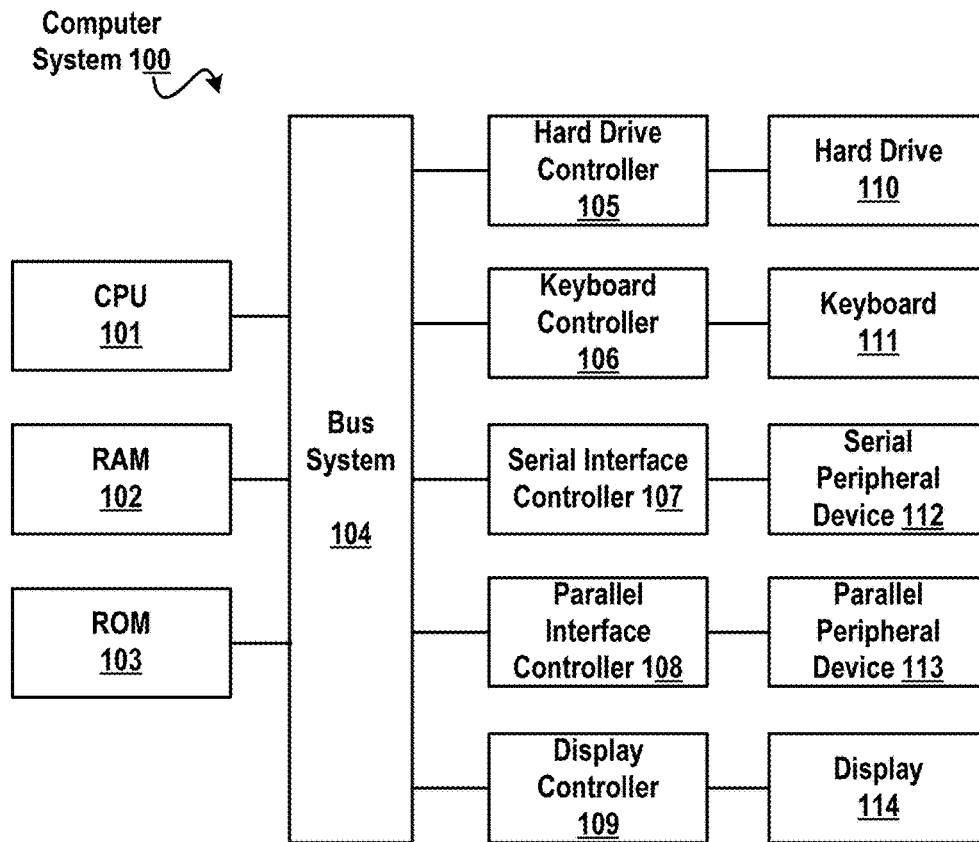 Computer
System 100
Hard Drive
Controller
105
Hard Drive
110
CPU
101
Keyboard
Controller
106
Keyboard
111
RAM
102
Bus
System
104
Serial Interface
Controller 107
Serial
Peripheral
Device 112
ROM
103
Parallel
Interface
Controller 108
Parallel
Peripheral
Device 113
Display
Controller
109
Display
114